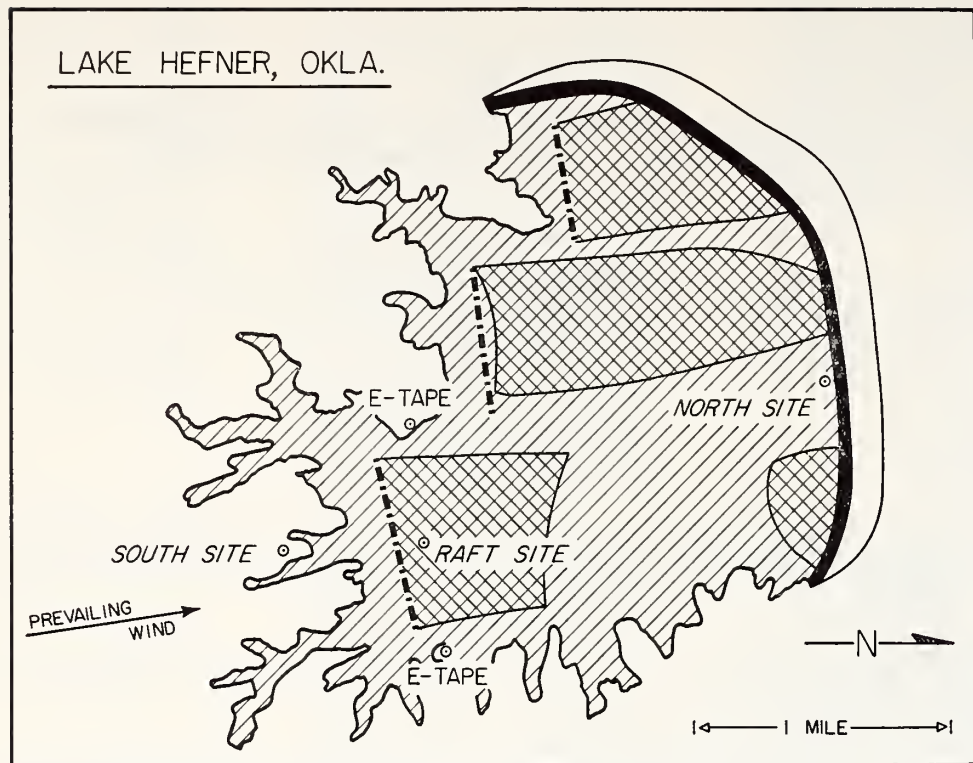 LAKE HEFNER, OKLA.
E-TAPE
NORTH SITE
SOUTH SITE
RAFT SITE
PREVAILING
WIND
E-TAPE
N
1 MILE